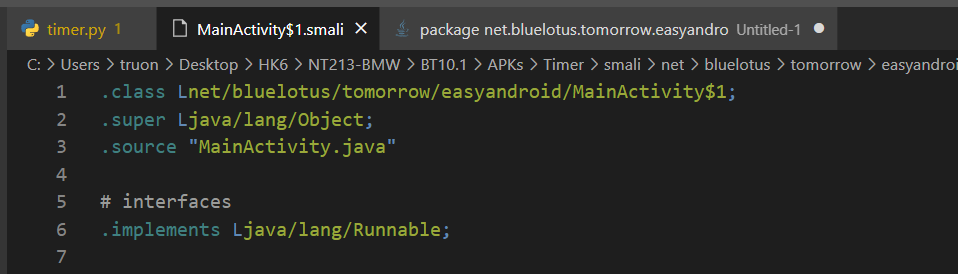 timer.py 1 MainActivity$1.smali package net.bluelotus.tomorrow.easyandro Untitled-1
C: > Users > truon > Desktop > HK6 > NT213-BMW > BT10.1 > APKs > Timer > smali > net > bluelotus > tomorrow > easyandroi
1 .class Lnet/bluelotus/tomorrow/easyandroid/MainActivity$1;
2 .super Ljava/lang/Object;
3 .source "MainActivity.java"
4
5 # interfaces
6 .implements Ljava/lang/Runnable;
7